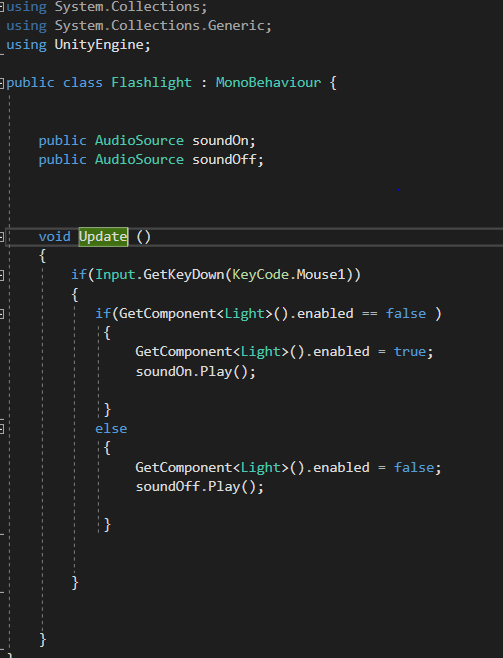 using System.Collections;
using System.Collections.Generic;
using UnityEngine;
public class Flashlight : MonoBehaviour {
public AudioSource soundOn;
public AudioSource soundOff;
void Update ()
{
if(Input.GetKeyDown(KeyCode.Mouse1))
{
if(GetComponent<Light>().enabled == false )
{
GetComponent<Light>().enabled = true;
soundOn.Play();
}
else
{
GetComponent<Light>().enabled = false;
soundOff.Play();
}
}
}
}